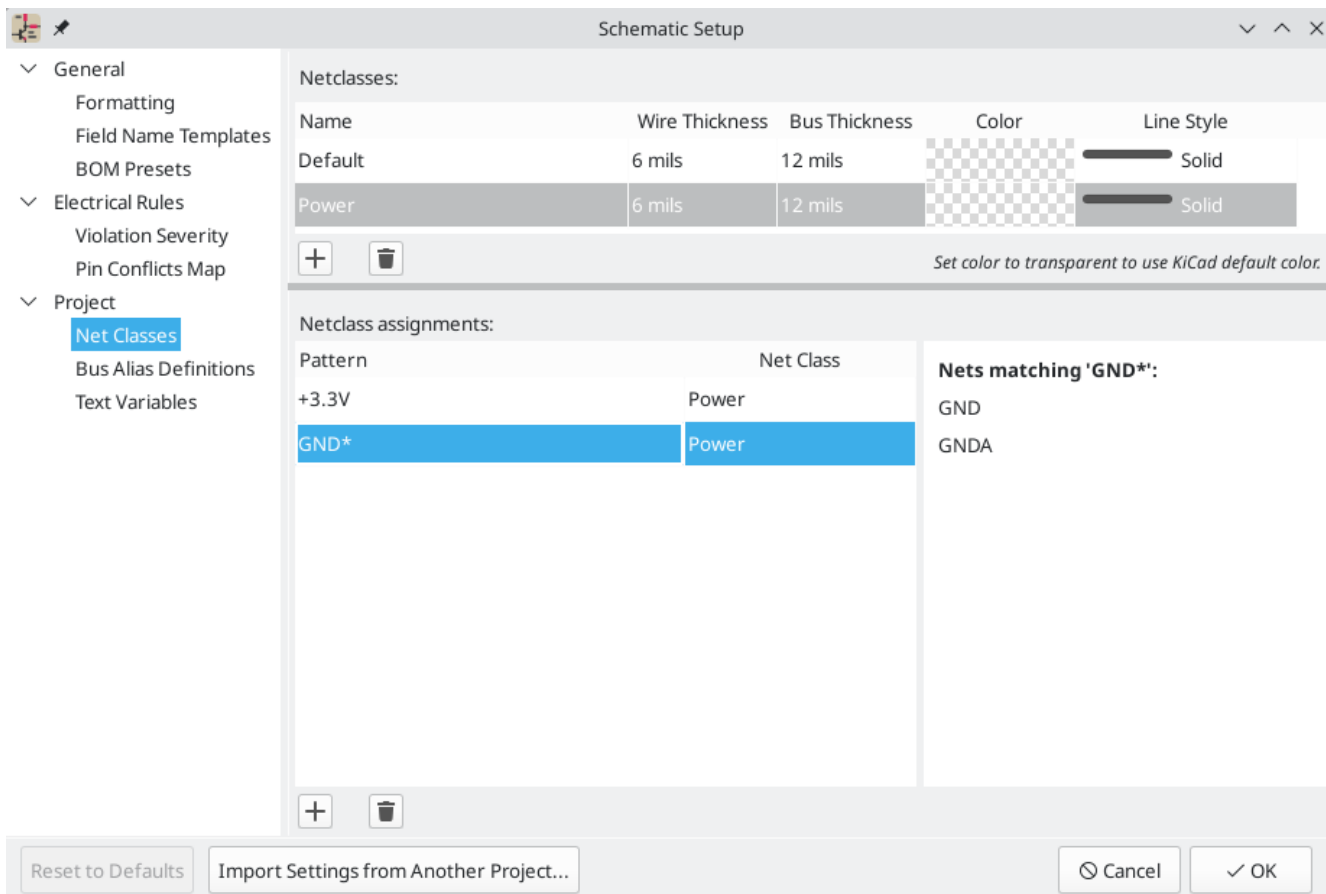 Schematic Setup
General
Formatting
Field Name Templates
BOM Presets
Electrical Rules
Violation Severity
Pin Conflicts Map
Project
Net Classes
Bus Alias Definitions
Text Variables
Netclasses:
Name Wire Thickness Bus Thickness Color Line Style
Default 6 mils 12 mils Solid
Power 6 mils 12 mils Solid
Set color to transparent to use KiCad default color.
Netclass assignments:
Pattern Net Class
+3.3V Power
GND* Power
Nets matching 'GND*':
GND
GNDA
Reset to Defaults Import Settings from Another Project... Cancel OK